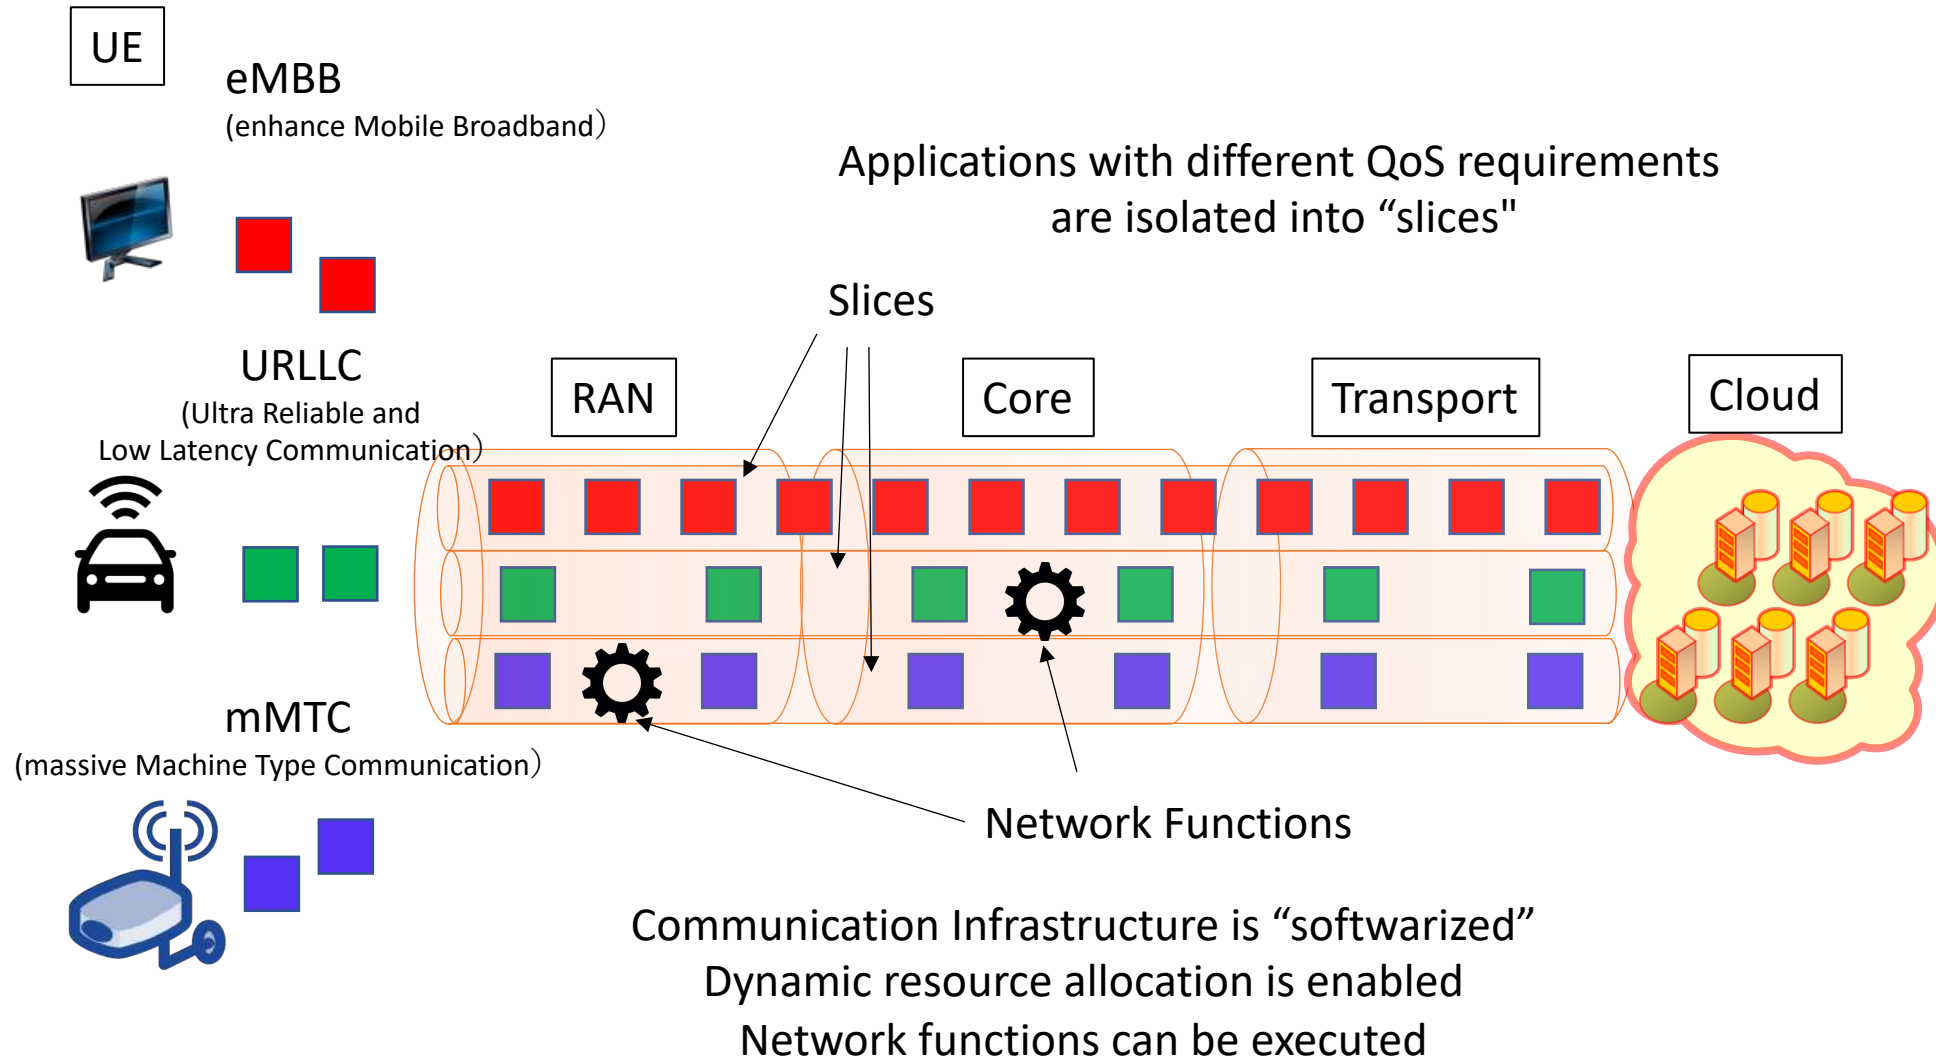 UE
eMBB
(enhance Mobile Broadband）
Applications with different QoS requirements
are isolated into “slices"
Slices
URLLC
(Ultra Reliable and
Low Latency Communication）
RAN
Core
Transport
Cloud
mMTC
(massive Machine Type Communication）
Network Functions
Communication Infrastructure is “softwarized”
Dynamic resource allocation is enabled
Network functions can be executed